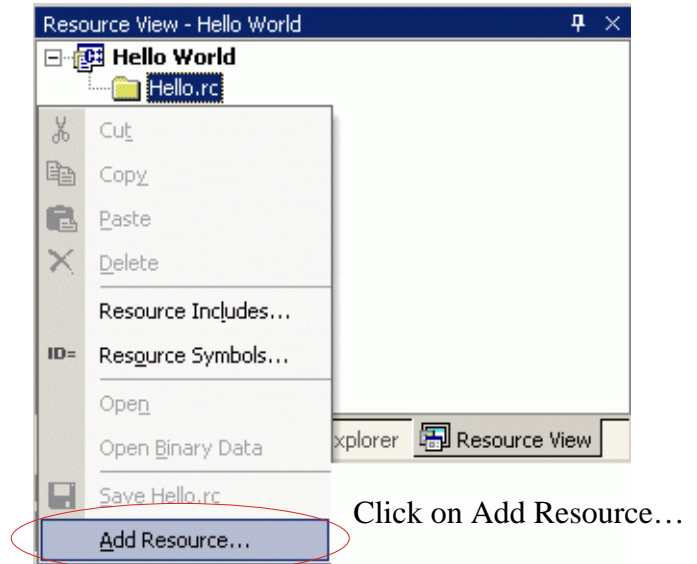 Resource View - Hello World
Hello World
Hello.rc
Cut
Copy
Paste
Delete
Resource Includes...
ID= Resource Symbols...
Open
Open Binary Data
xplorer Resource View
Save Hello.rc
Click on Add Resource…
Add Resource...